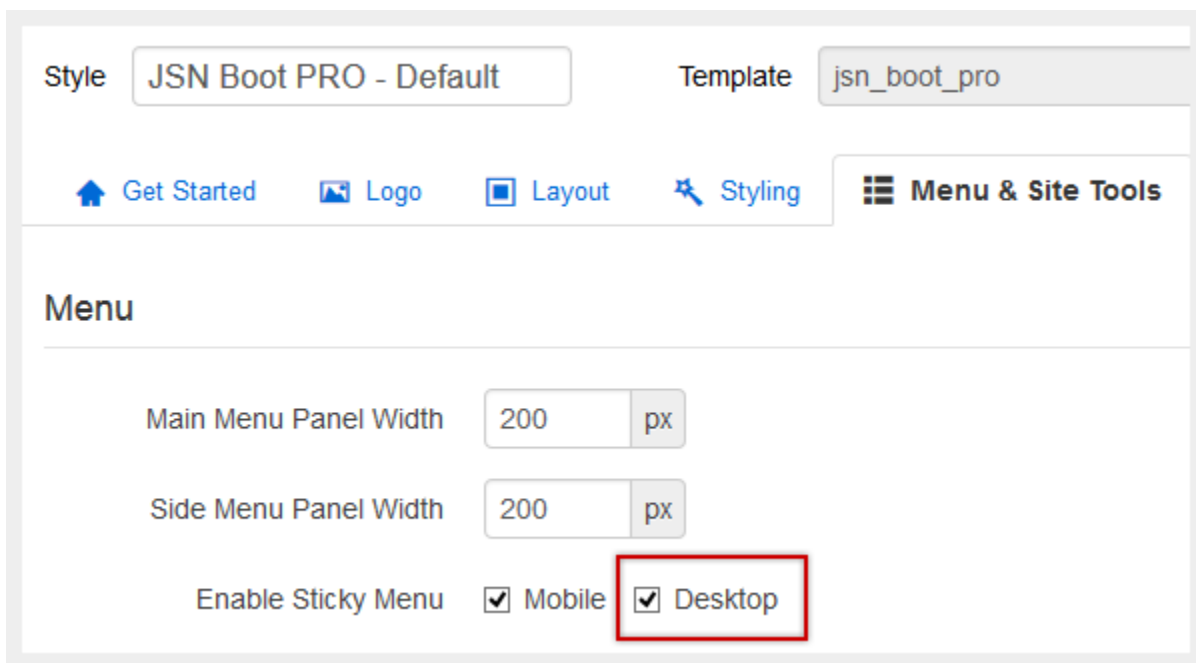 Style JSN Boot PRO - Default Template jsn_boot_pro
Get Started Logo Layout Styling Menu & Site Tools
Menu
Main Menu Panel Width 200 px
Side Menu Panel Width 200 px
Enable Sticky Menu Mobile Desktop